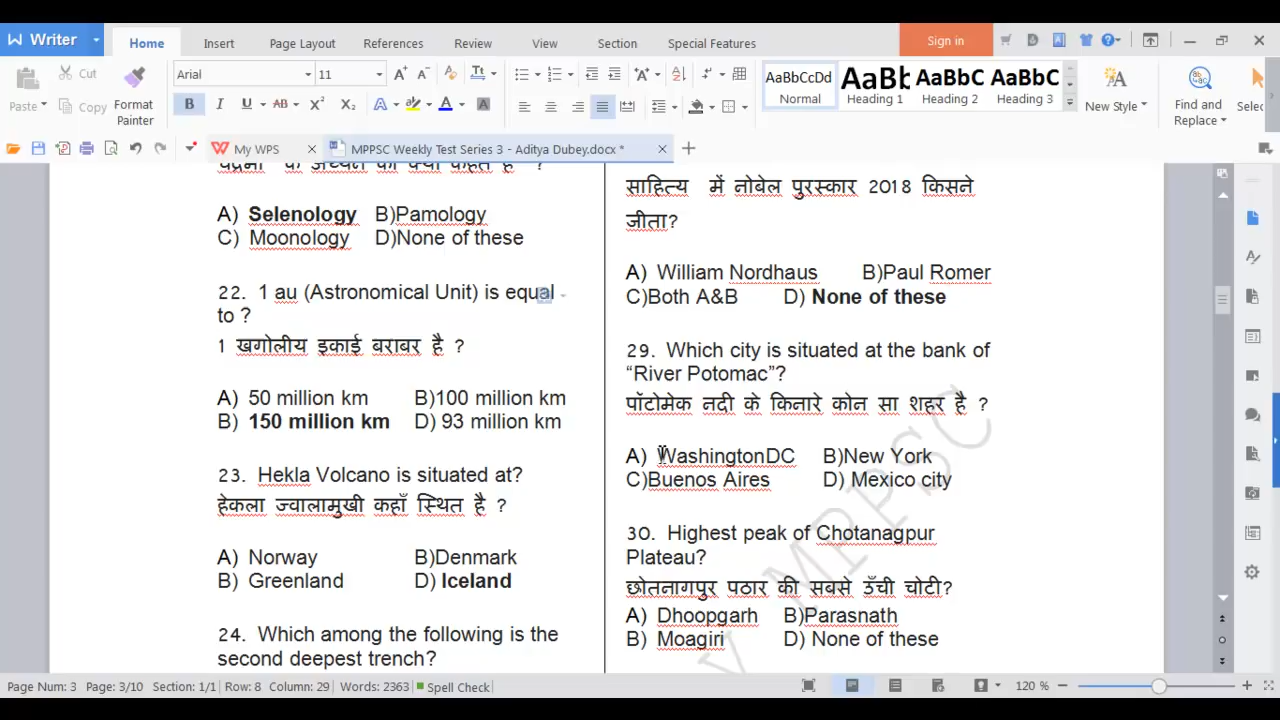 Writer
Home
Insert
Page Layout
References
Review
View
Section
Special Features
Sign in
Paste
Cut
Copy
Format Painter
Arial
11
AaBbCcDd
Normal
AaBb
Heading 1
AaBbC
Heading 2
AaBbC
Heading 3
New Style
Find and Replace
Selec
My WPS
MPPSC Weekly Test Series 3 - Aditya Dubey.docx *
A) Selenology B)Pamology
C) Moonology D)None of these
22. 1 au (Astronomical Unit) is equal
to ?
1 खगोलीय इकाई बराबर है ?
A) 50 million km B)100 million km
B) 150 million km D) 93 million km
23. Hekla Volcano is situated at?
हेकला ज्वालामुखी कहाँ स्थित है ?
A) Norway B)Denmark
B) Greenland D) Iceland
24. Which among the following is the
second deepest trench?
साहित्य में नोबेल पुरस्कार 2018 किसने
जीता?
A) William Nordhaus B)Paul Romer
C)Both A&B D) None of these
29. Which city is situated at the bank of
“River Potomac”?
पॉटोमेक नदी के किनारे कोन सा शहर है ?
A) WashingtonDC B)New York
C)Buenos Aires D) Mexico city
30. Highest peak of Chotanagpur
Plateau?
छोतनागपुर पठार की सबसे उँची चोटी?
A) Dhoopgarh B)Parasnath
B) Moagiri D) None of these
MPPSC
Page Num: 3 Page: 3/10 Section: 1/1 Row: 8 Column: 29 Words: 2363 Spell Check 120 %